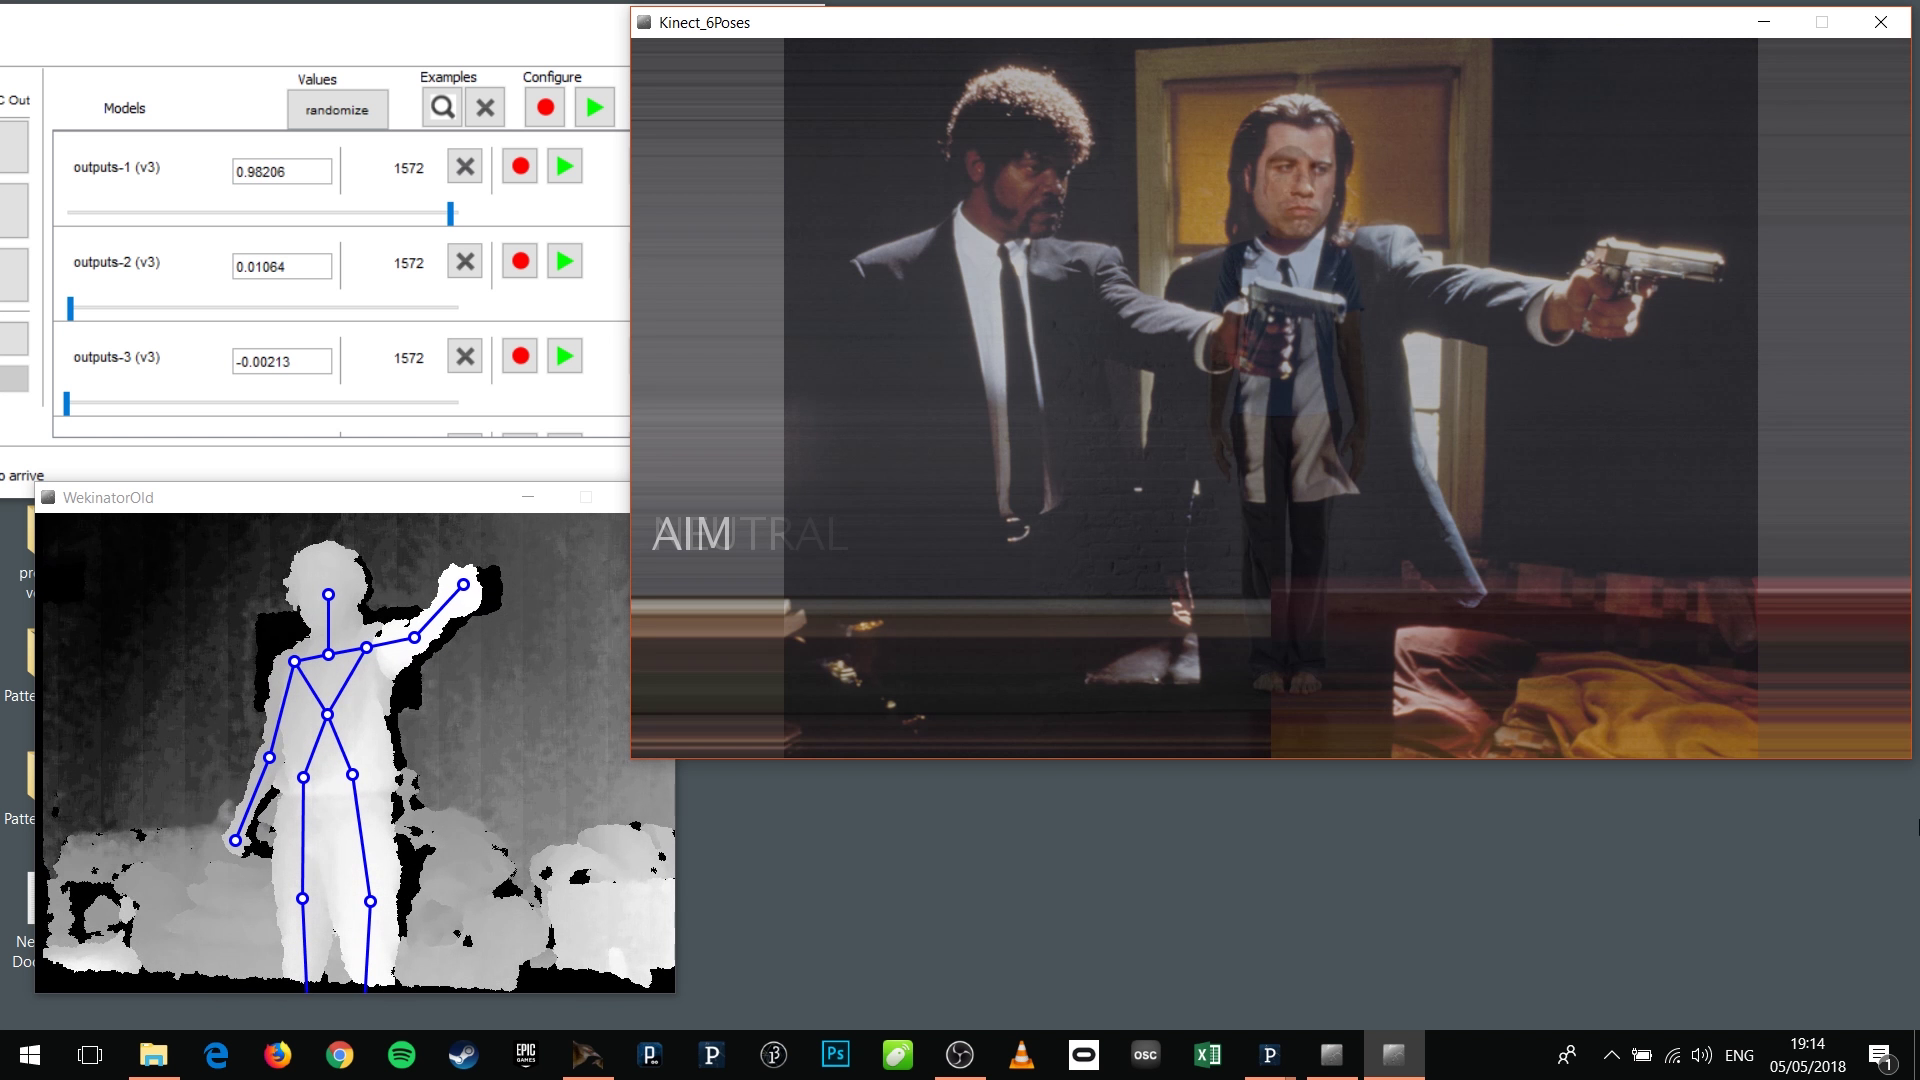 Kinect_6Poses
C Out
Models
Values
Examples
Configure
randomize
outputs-1 (v3)
0.98206
1572
outputs-2 (v3)
0.01064
1572
outputs-3 (v3)
-0.00213
1572
o arrive
WekinatorOld
AIM
NEUTRAL
pr
v
Patte
Patte
Ne
Doc
EPIC
GAMES
P
P
Ps
OSC
P
ENG
19:14
05/05/2018
1